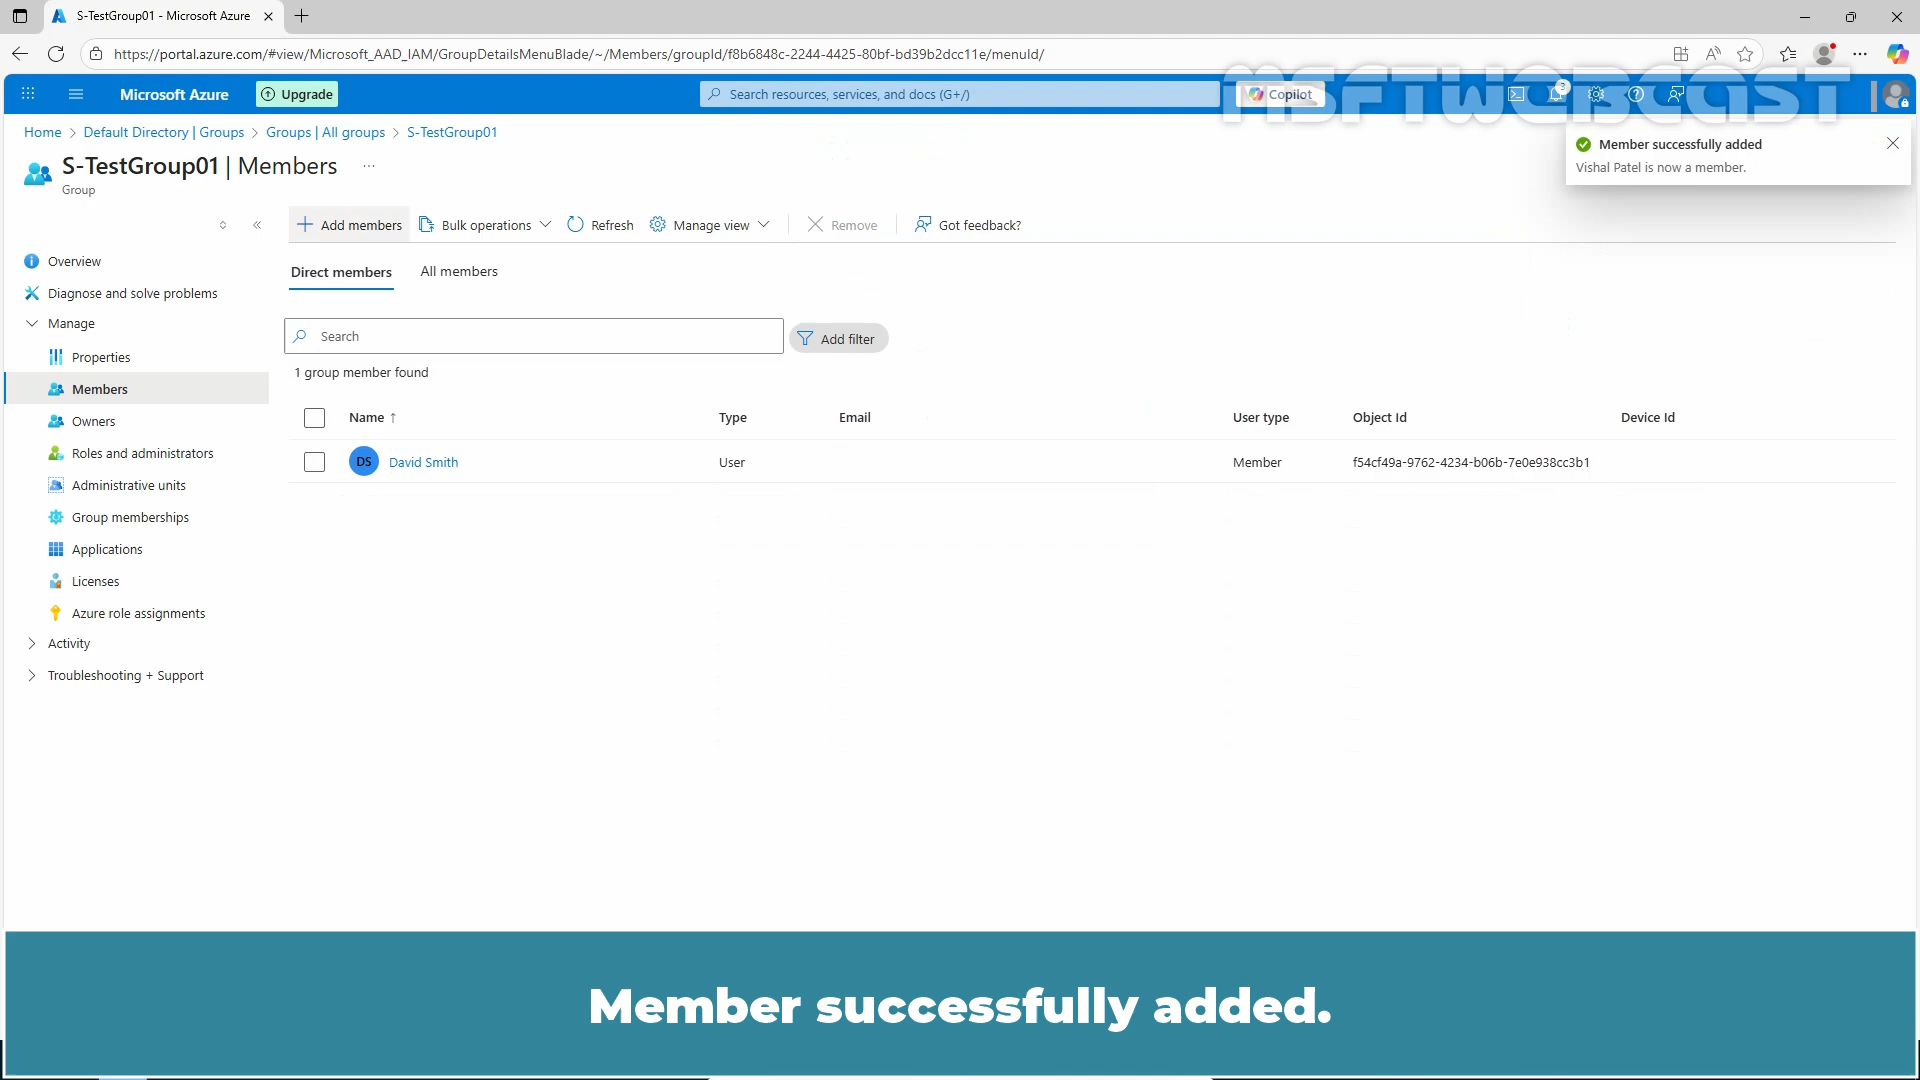 S-TestGroup01 - Microsoft Azure
https://portal.azure.com/#view/Microsoft_AAD_IAM/GroupDetailsMenuBlade/~/Members/groupId/f8b6848c-2244-4425-80bf-bd39b2dcc11e/menuId/
Microsoft Azure
Upgrade
Search resources, services, and docs (G+/)
Copilot
3
MSFTWEBCAST
Home > Default Directory | Groups > Groups | All groups > S-TestGroup01
Member successfully added
Vishal Patel is now a member.
S-TestGroup01 | Members
Group
Add members
Bulk operations
Refresh
Manage view
Remove
Got feedback?
Overview
Diagnose and solve problems
Manage
Properties
Members
Owners
Roles and administrators
Administrative units
Group memberships
Applications
Licenses
Azure role assignments
Activity
Troubleshooting + Support
Direct members
All members
Search
Add filter
1 group member found
Name ↑ Type Email User type Object Id Device Id
DS David Smith User Member f54cf49a-9762-4234-b06b-7e0e938cc3b1
Member successfully added.